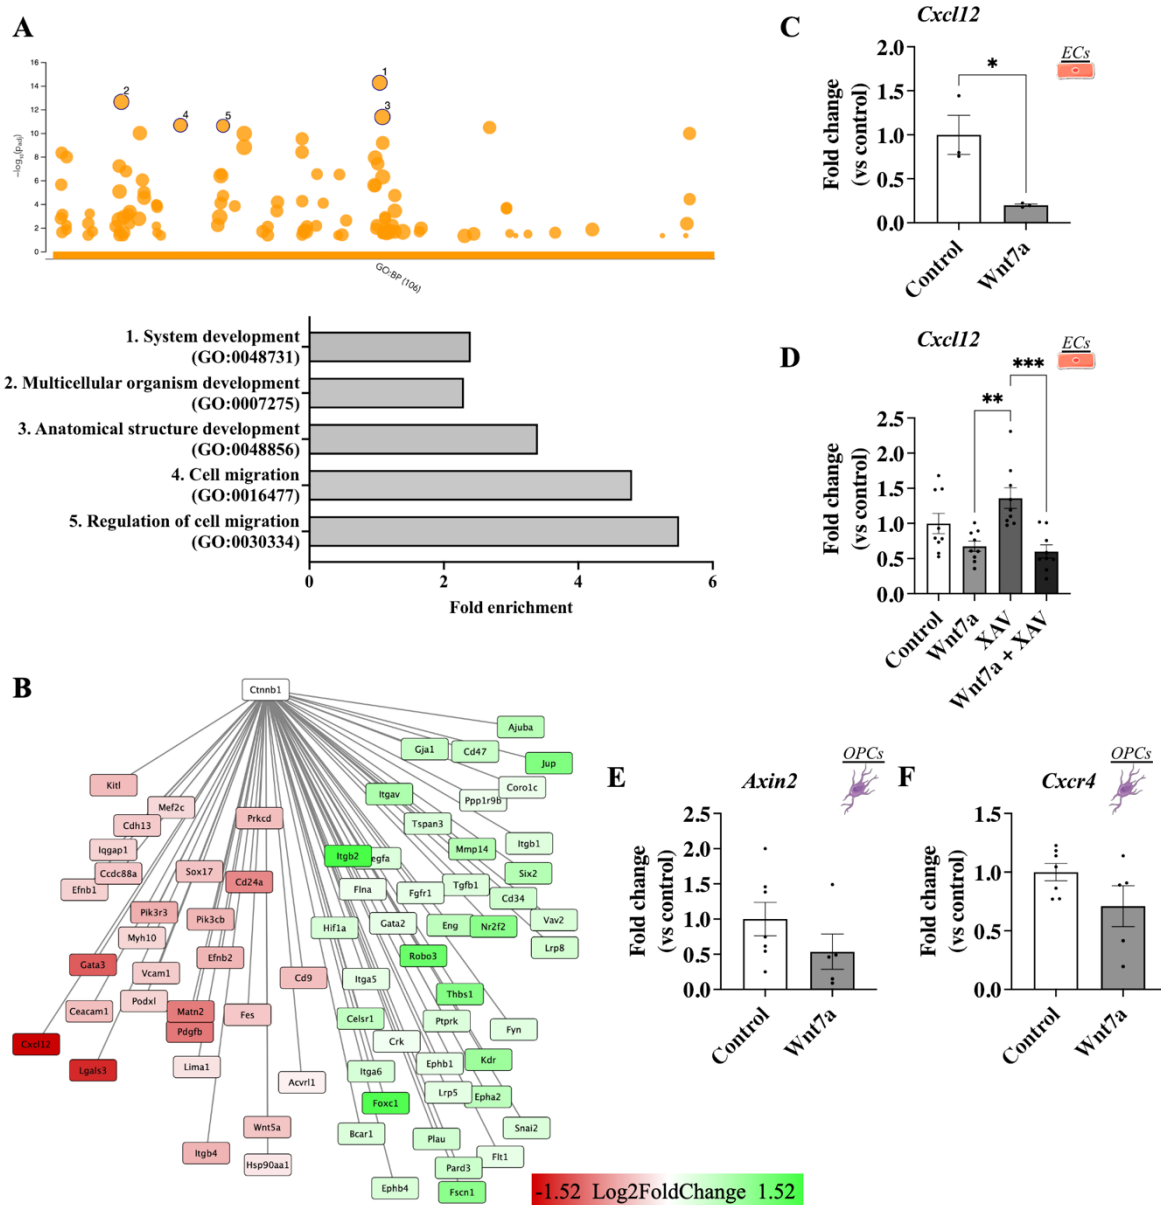 A
16
14
12
10
8
6
4
2
0
1
2
3
4
5
GO:BP (106)
1. System development
(GO:0048731)
2. Multicellular organism development
(GO:0007275)
3. Anatomical structure development
(GO:0048856)
4. Cell migration
(GO:0016477)
5. Regulation of cell migration
(GO:0030334)
0 2 4 6
Fold enrichment
B
Ctnnb1
Ajuba
Gja1
Cd47
Jup
Kitl
Mef2c
Itgav
Ppp1r9b
Coro1c
Cdh13
Prkcd
Tspan3
Iqgap1
Mmp14
Itgb1
Ccdc88a
Sox17
Itgb2
egfa
Six2
Efnb1
Cd24a
Flna
Fgfr1
Tgfb1
Cd34
Pik3r3
Pik3cb
Hif1a
Gata2
Eng
Nr2f2
Vav2
Myh10
Lrp8
Gata3
Efnb2
Robo3
Vcam1
Cd9
Itga5
Thbs1
Ceacam1
Podxl
Matn2
Fes
Celsr1
Ptprk
Fyn
Cxcl12
Pdgfb
Crk
Lgals3
Lima1
Itga6
Ephb1
Kdr
Acvrl1
Foxc1
Lrp5
Epha2
Wnt5a
Bcar1
Plau
Snai2
Itgb4
Hsp90aa1
Flt1
Pard3
Ephb4
Fscn1
-1.52 Log2FoldChange 1.52
C
Cxcl12
ECs
Fold change
(vs control)
2.0
1.5
1.0
0.5
0.0
*
Control
Wnt7a
D
Cxcl12
ECs
Fold change
(vs control)
2.5
2.0
1.5
1.0
0.5
0.0
**
***
Control
Wnt7a
XAV
Wnt7a + XAV
E
Axin2
OPCs
Fold change
(vs control)
2.5
2.0
1.5
1.0
0.5
0.0
Control
Wnt7a
F
Cxcr4
OPCs
Fold change
(vs control)
1.5
1.0
0.5
0.0
Control
Wnt7a